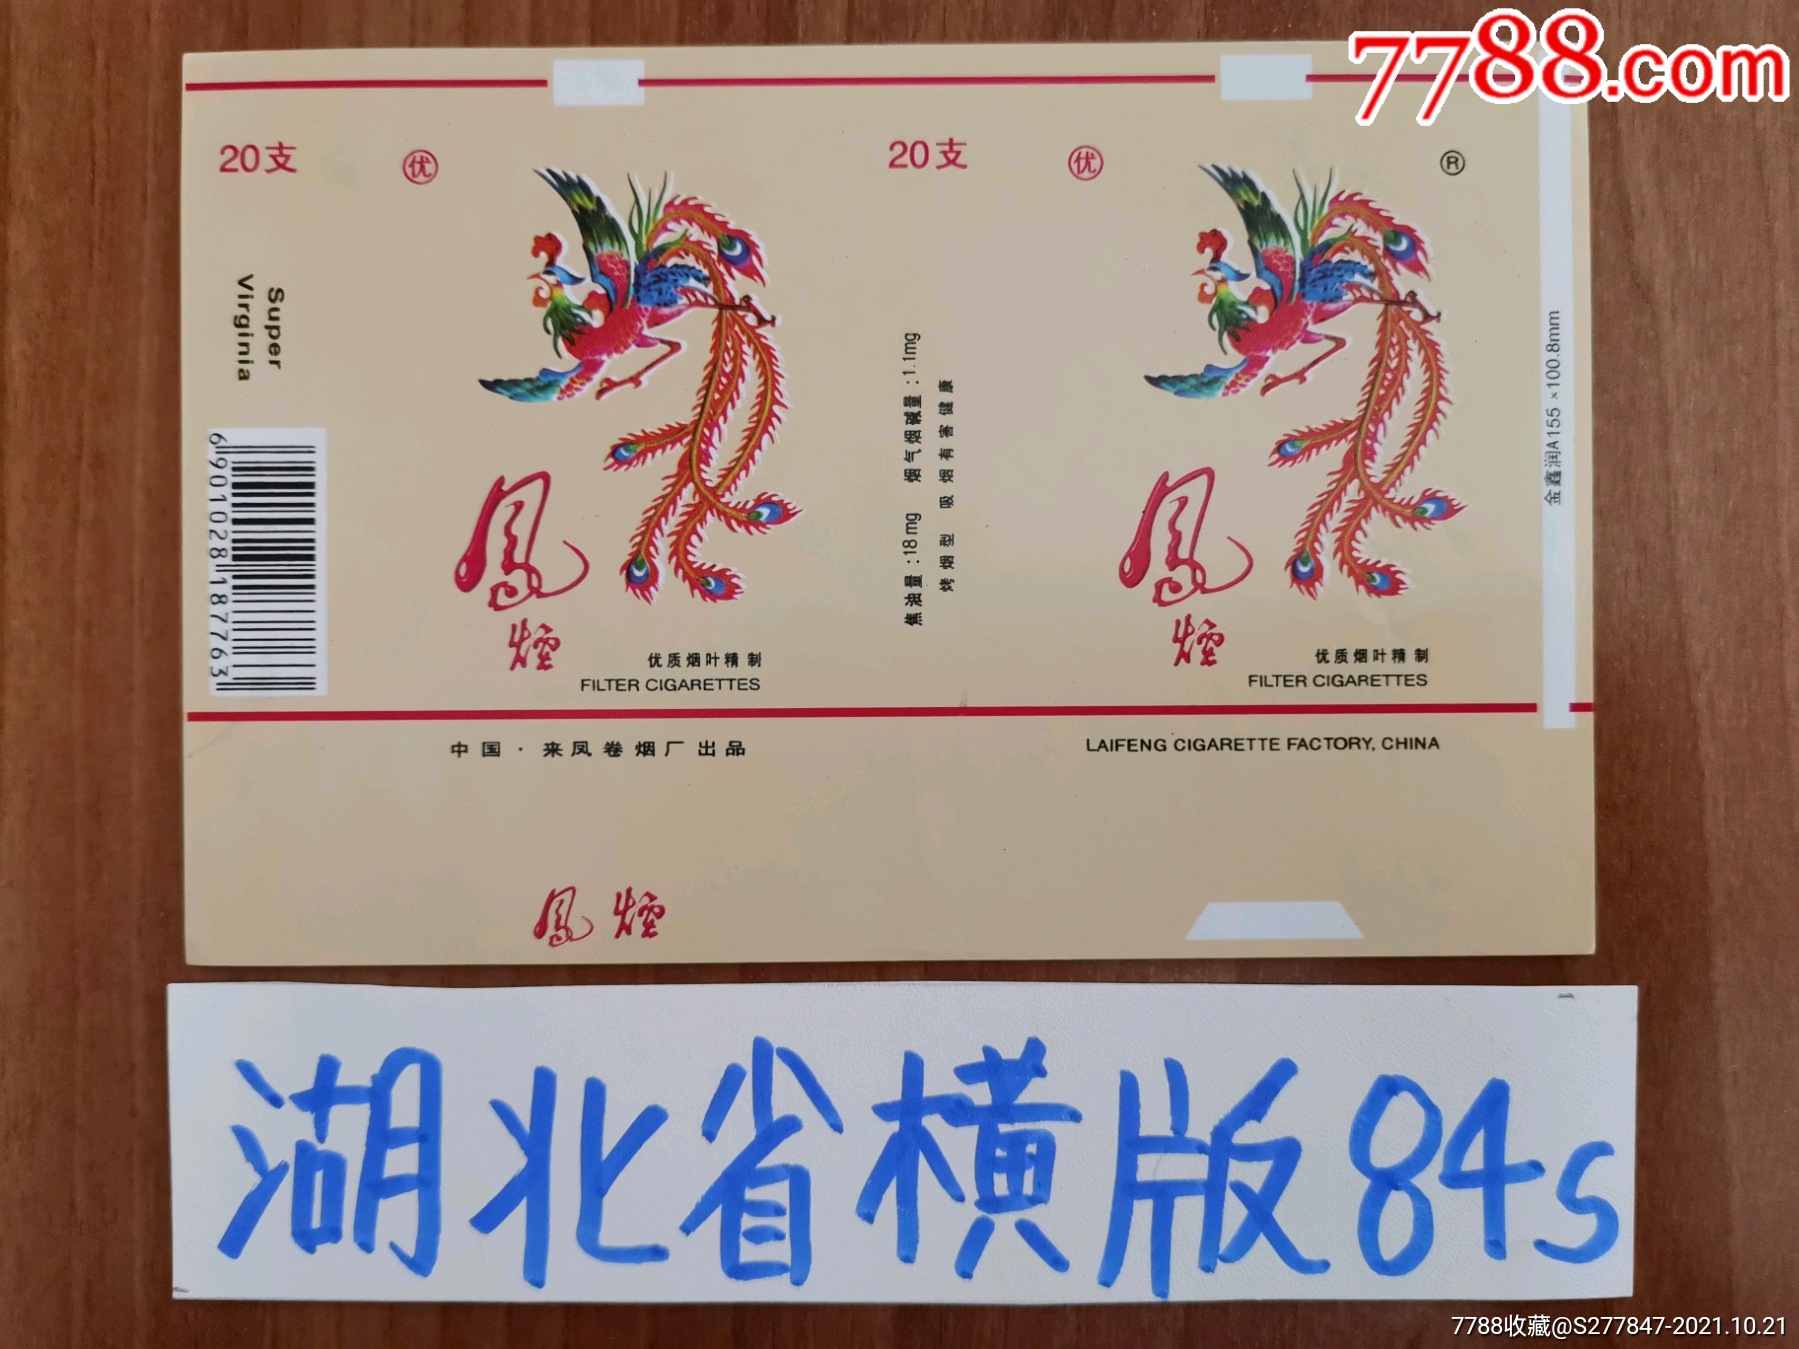 7788.com
20支
优
20支
优
®
Super
Virginia
6 901028 187763
鳳
煙
优质烟叶精制
FILTER CIGARETTES
焦油量:18mg 烟气烟碱量:1.1mg
烤烟型 吸烟有害健康
鳳
煙
优质烟叶精制
FILTER CIGARETTES
金鑫润A155×100.8mm
中国·来凤卷烟厂出品
LAIFENG CIGARETTE FACTORY, CHINA
鳳煙
湖北省横版84s
7788收藏@S277847-2021.10.21